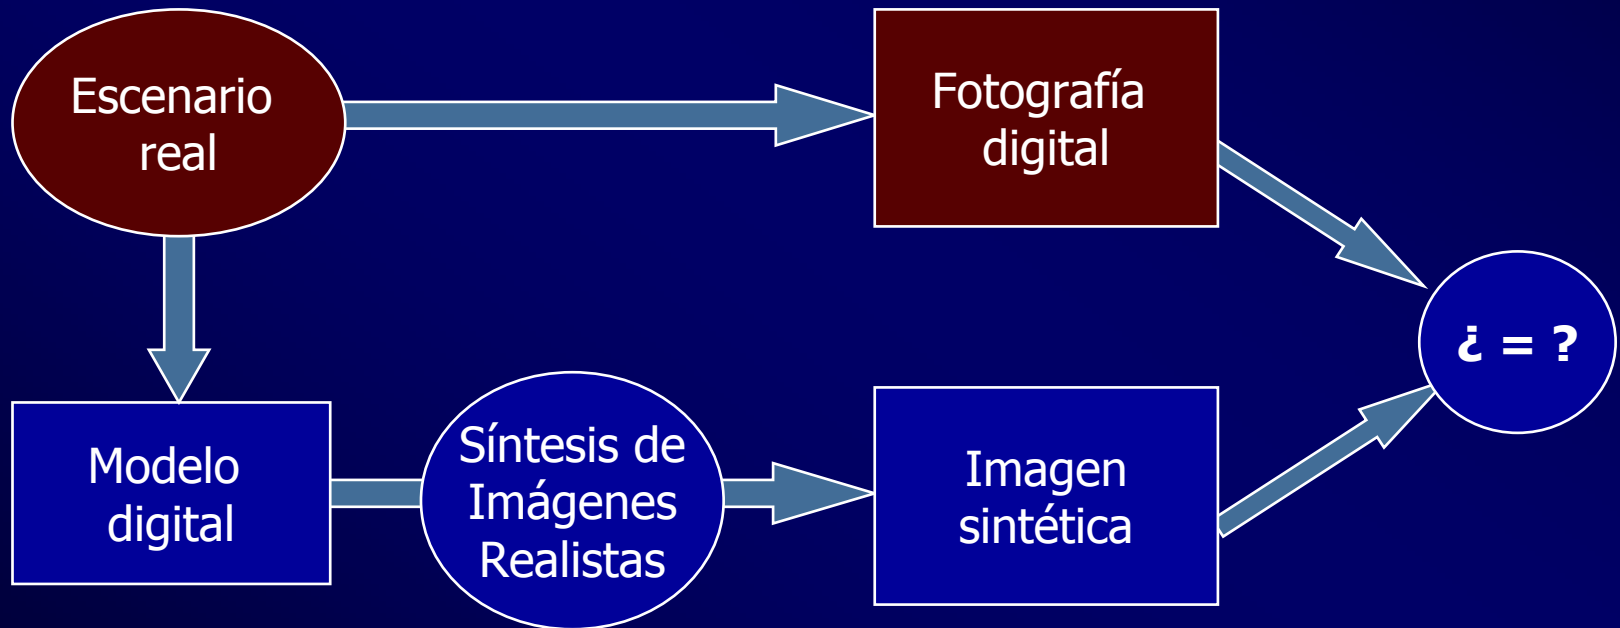 Escenario
real
Fotografía
digital
¿ = ?
Modelo
digital
Síntesis de
Imágenes
Realistas
Imagen
sintética